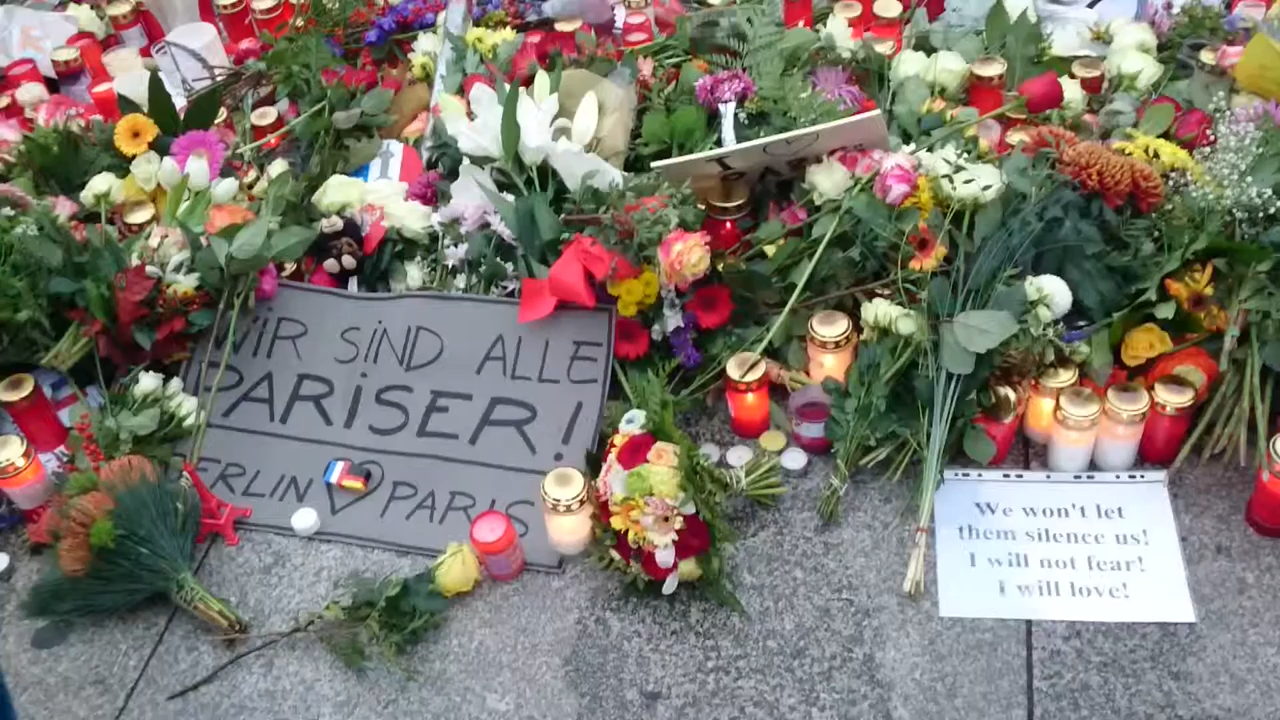 WIR SIND ALLE
PARISER!
BERLIN PARIS
We won't let
them silence us!
I will not fear!
I will love!